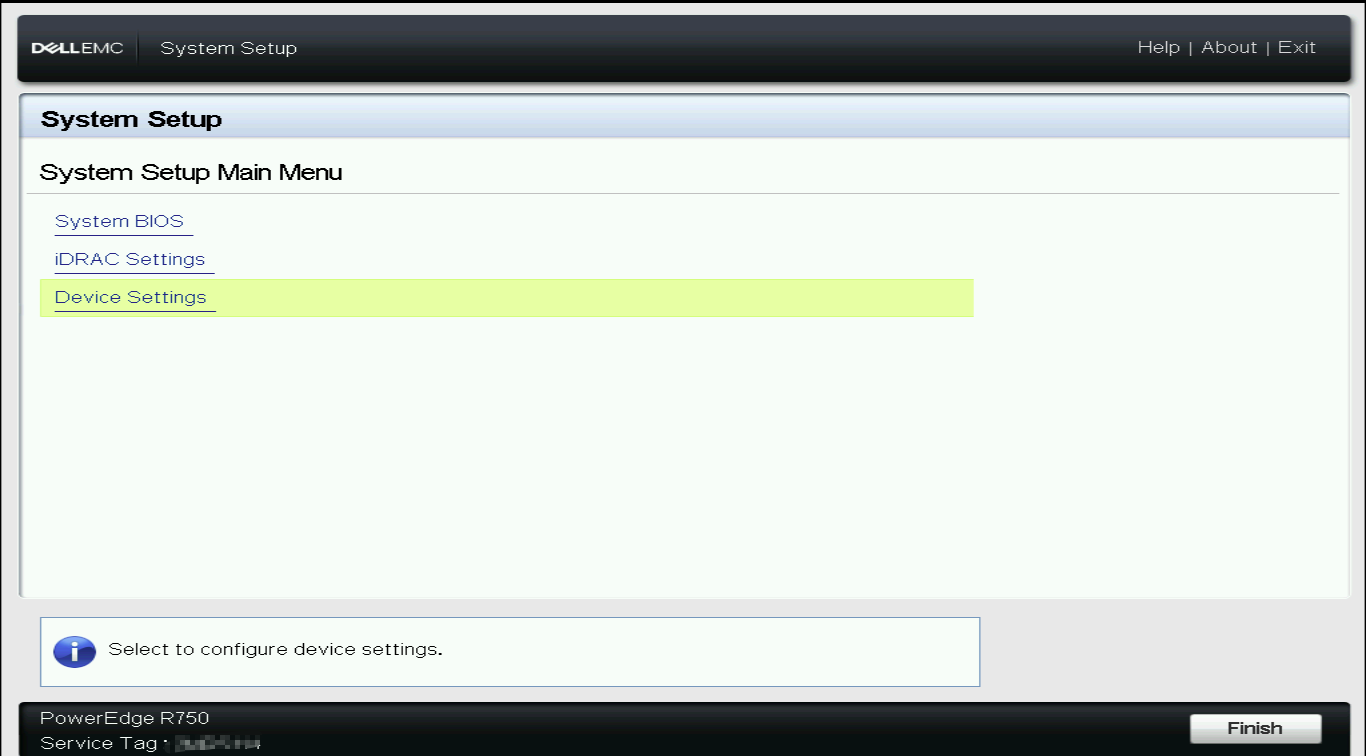 DELLEMC System Setup Help | About | Exit
System Setup
System Setup Main Menu
System BIOS
iDRAC Settings
Device Settings
Select to configure device settings.
PowerEdge R750
Service Tag :
Finish